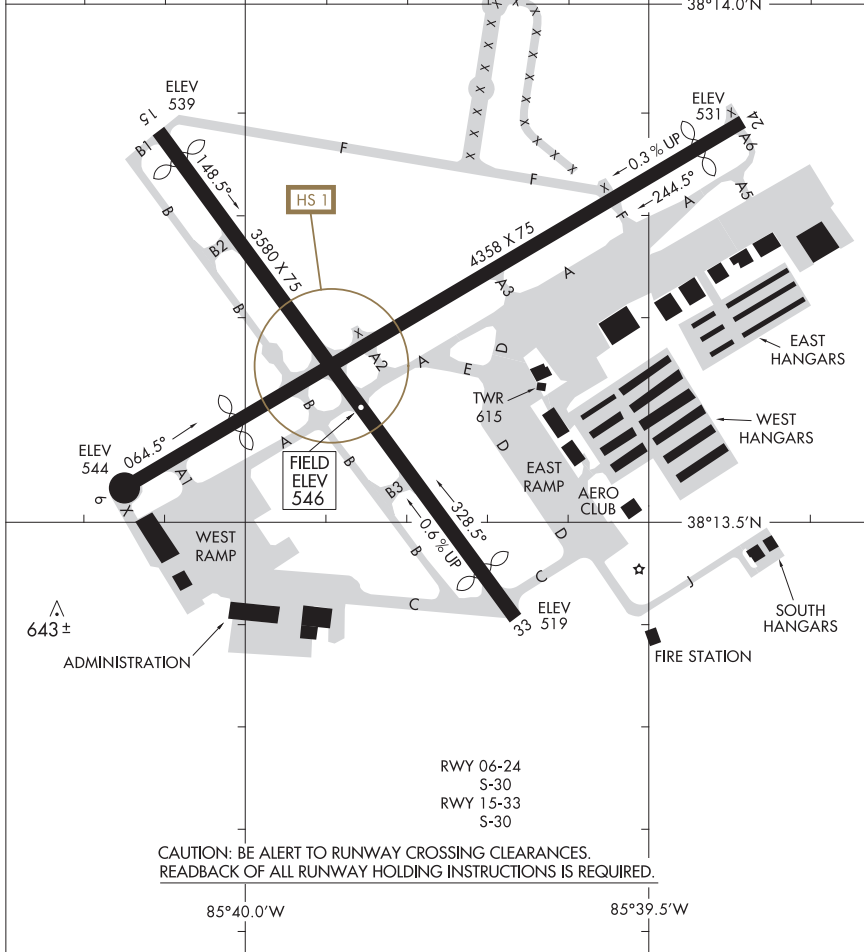 38°14.0'N
ELEV
539
15
B1
148.5°
B
B2
3580 X 75
B
HS 1
F
F
ELEV
531
24
A6
0.3% UP
244.5°
A5
A
F
4358 X 75
A3
A
X
A2
A
E
D
B
TWR
615
EAST
HANGARS
WEST
HANGARS
ELEV
544
064.5°
6
X
A1
A
FIELD
ELEV
546
B
B3
B
328.5°
0.6% UP
D
EAST
RAMP
AERO
CLUB
38°13.5'N
WEST
RAMP
D
C
C
33
ELEV
519
J
SOUTH
HANGARS
643±
ADMINISTRATION
FIRE STATION
RWY 06-24
S-30
RWY 15-33
S-30
CAUTION: BE ALERT TO RUNWAY CROSSING CLEARANCES.
READBACK OF ALL RUNWAY HOLDING INSTRUCTIONS IS REQUIRED.
85°40.0'W
85°39.5'W